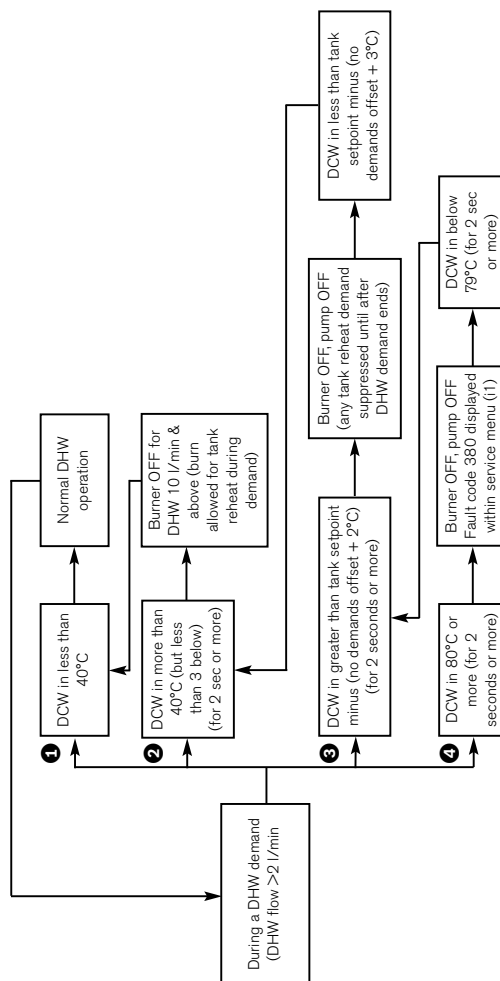 During a DHW demand
(DHW flow >2 l/min
1
DCW in less than
40°C
Normal DHW
operation
2
DCW in more than
40°C (but less
than 3 below)
(for 2 sec or more)
Burner OFF for
DHW 10 l/min &
above (burn
allowed for tank
reheat during
demand)
3
DCW in greater than tank setpoint
minus (no demands offset + 2°C)
(for 2 seconds or more)
Burner OFF, pump OFF
(any tank reheat demand
suppressed until after
DHW demand ends)
DCW in less than tank
setpoint minus (no
demands offset + 3°C)
4
DCW in 80°C or
more (for 2
seconds or more)
Burner OFF, pump OFF
Fault code 380 displayed
within service menu (i1)
DCW in below
79°C (for 2 sec
or more)